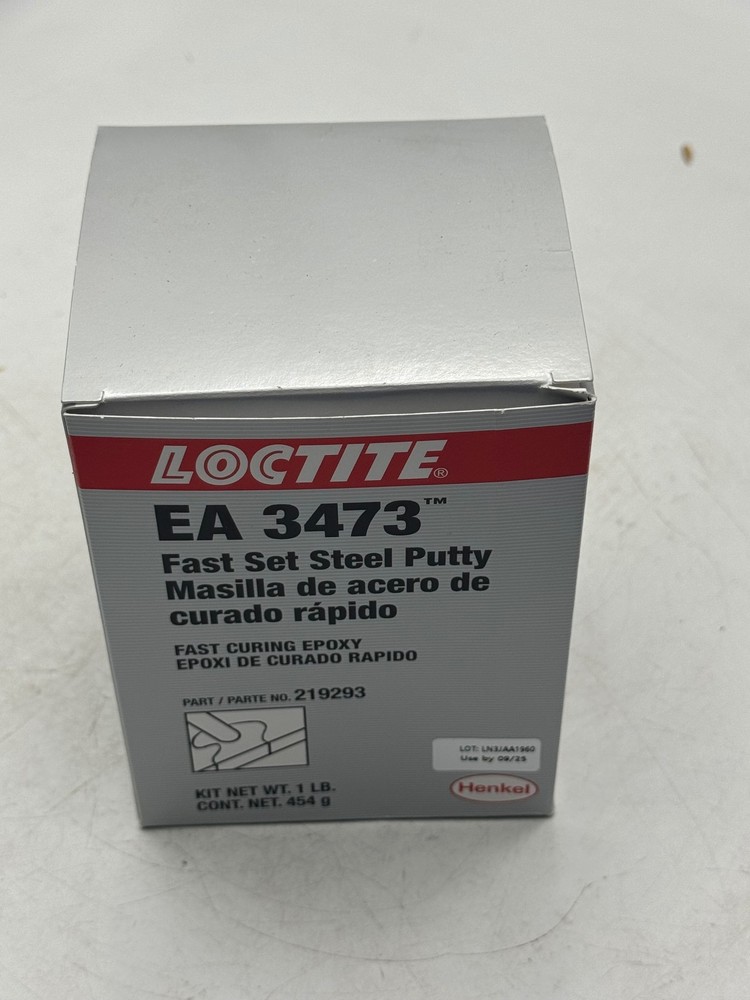 LOCTITE®
EA 3473™
Fast Set Steel Putty
Masilla de acero de
curado rápido
FAST CURING EPOXY
EPOXI DE CURADO RAPIDO
PART / PARTE NO. 219293
LOT: LN3JAA1960
Use by 09/25
KIT NET WT. 1 LB.
CONT. NET. 454 g
Henkel